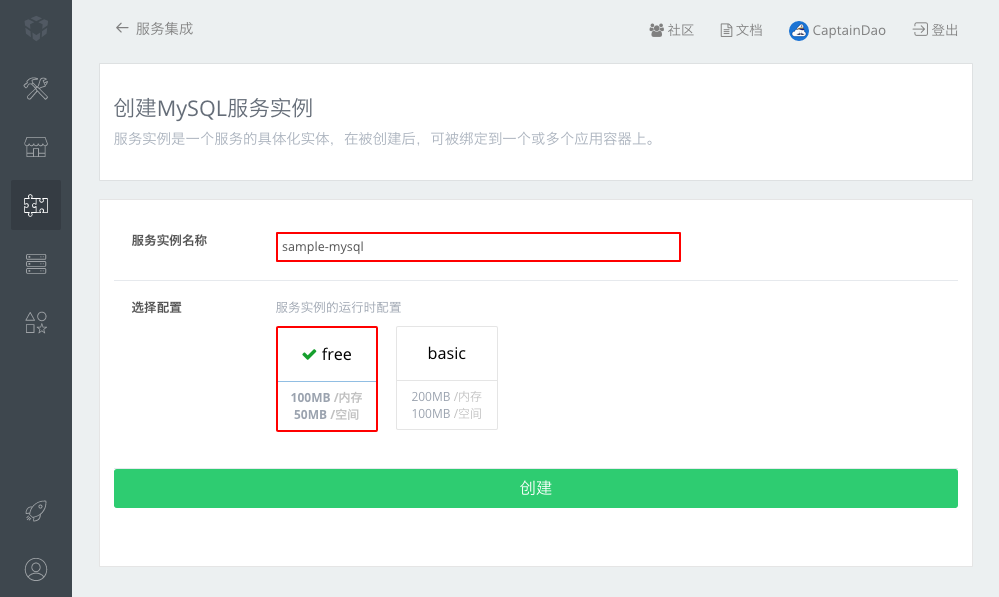 ← 服务集成
社区 文档 CaptainDao 登出
创建MySQL服务实例
服务实例是一个服务的具体化实体，在被创建后，可被绑定到一个或多个应用容器上。
服务实例名称
sample-mysql
选择配置
服务实例的运行时配置
free
100MB /内存
50MB /空间
basic
200MB /内存
100MB /空间
创建